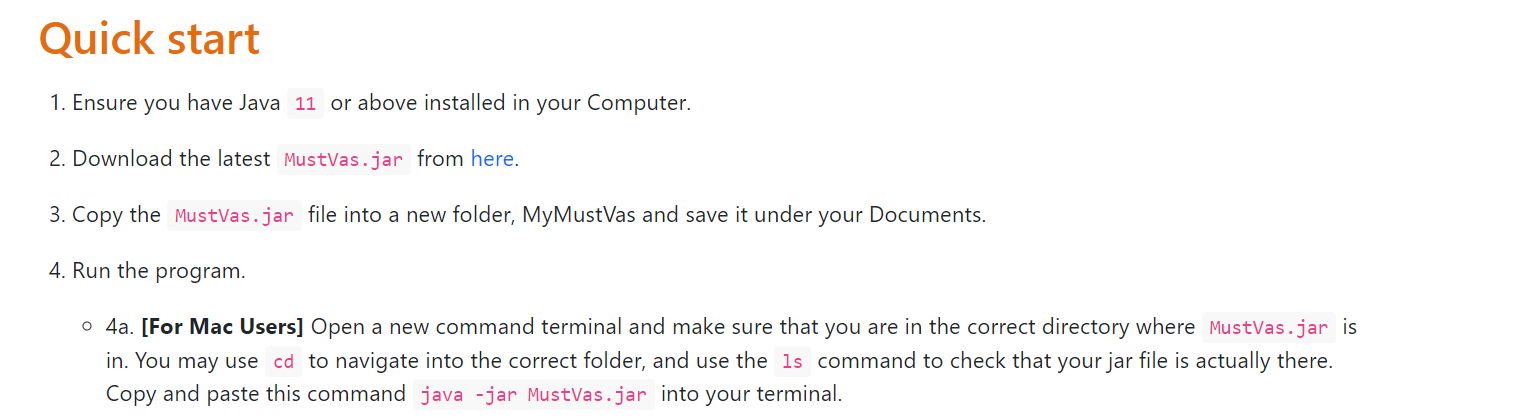 Quick start
1. Ensure you have Java 11 or above installed in your Computer.
2. Download the latest MustVas.jar from here.
3. Copy the MustVas.jar file into a new folder, MyMustVas and save it under your Documents.
4. Run the program.
4a. [For Mac Users] Open a new command terminal and make sure that you are in the correct directory where MustVas.jar is
in. You may use cd to navigate into the correct folder, and use the ls command to check that your jar file is actually there.
Copy and paste this command java -jar MustVas.jar into your terminal.